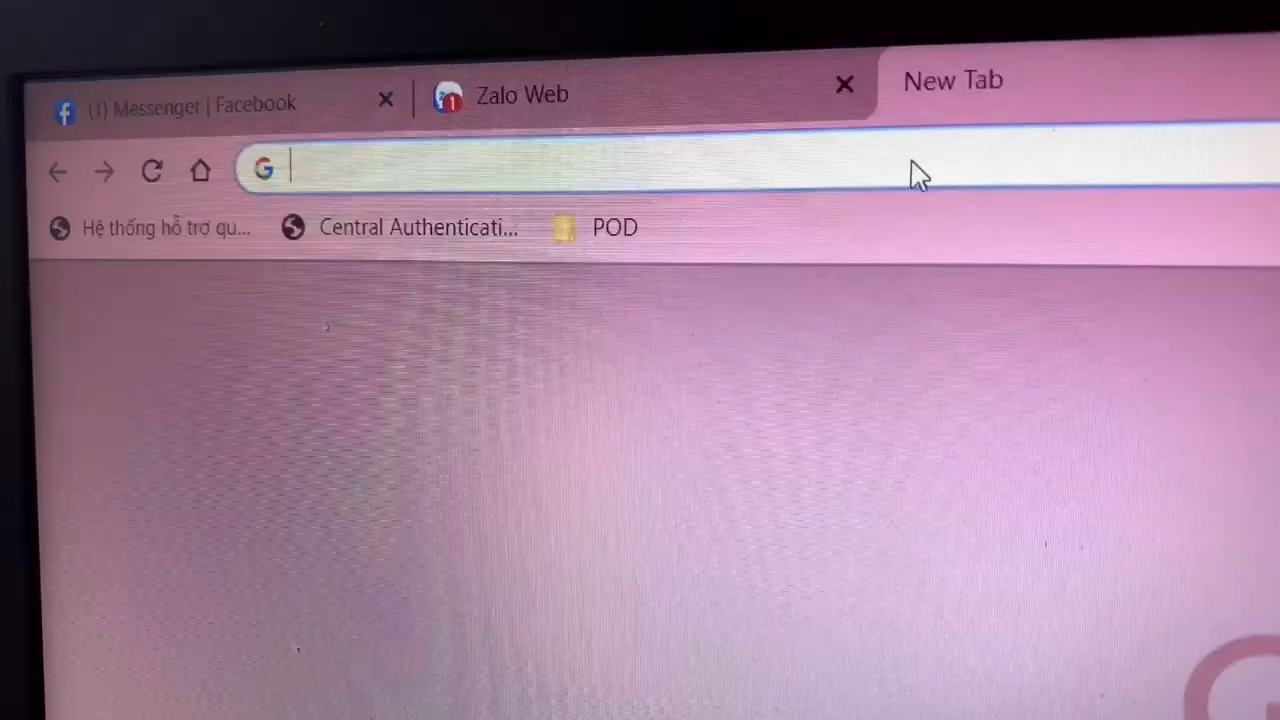 (1) Messenger | Facebook
Zalo Web
New Tab
Hệ thống hỗ trợ qu...
Central Authenticati...
POD